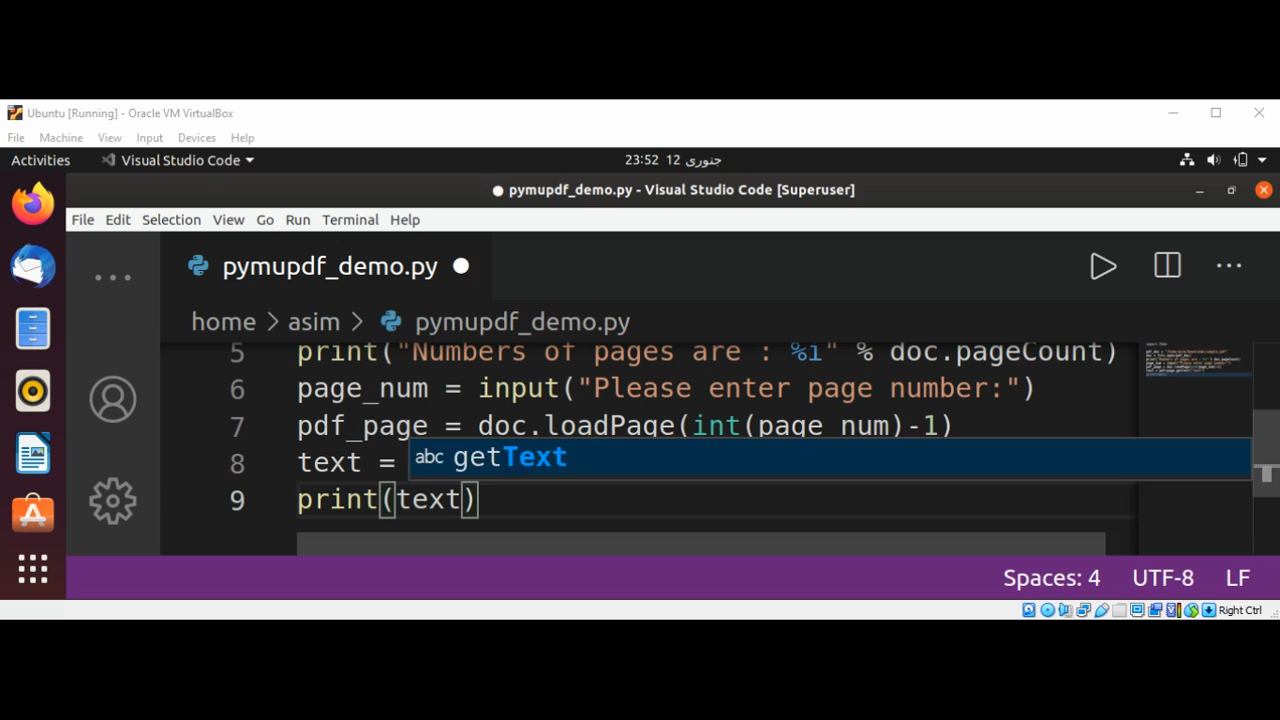 Ubuntu [Running] - Oracle VM VirtualBox
File Machine View Input Devices Help
Activities Visual Studio Code 23:52 12 جنوری
pymupdf_demo.py - Visual Studio Code [Superuser]
File Edit Selection View Go Run Terminal Help
pymupdf_demo.py
home > asim > pymupdf_demo.py
5 print("Numbers of pages are : %i" % doc.pageCount)
6 page_num = input("Please enter page number:")
7 pdf_page = doc.loadPage(int(page_num)-1)
abc getText
8 text =
9 print(text)
Spaces: 4 UTF-8 LF
Right Ctrl